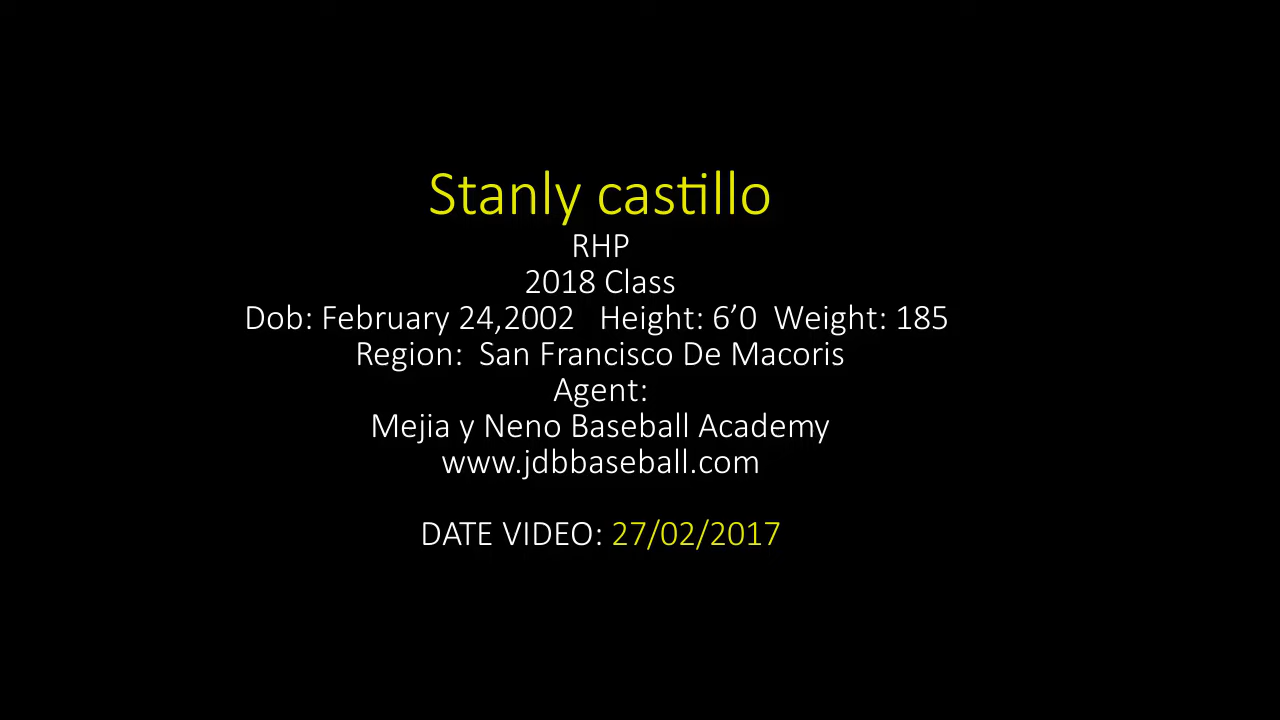 Stanly castillo
RHP
2018 Class
Dob: February 24,2002   Height: 6’0  Weight: 185
Region:  San Francisco De Macoris
Agent:
Mejia y Neno Baseball Academy
www.jdbbaseball.com
DATE VIDEO: 27/02/2017